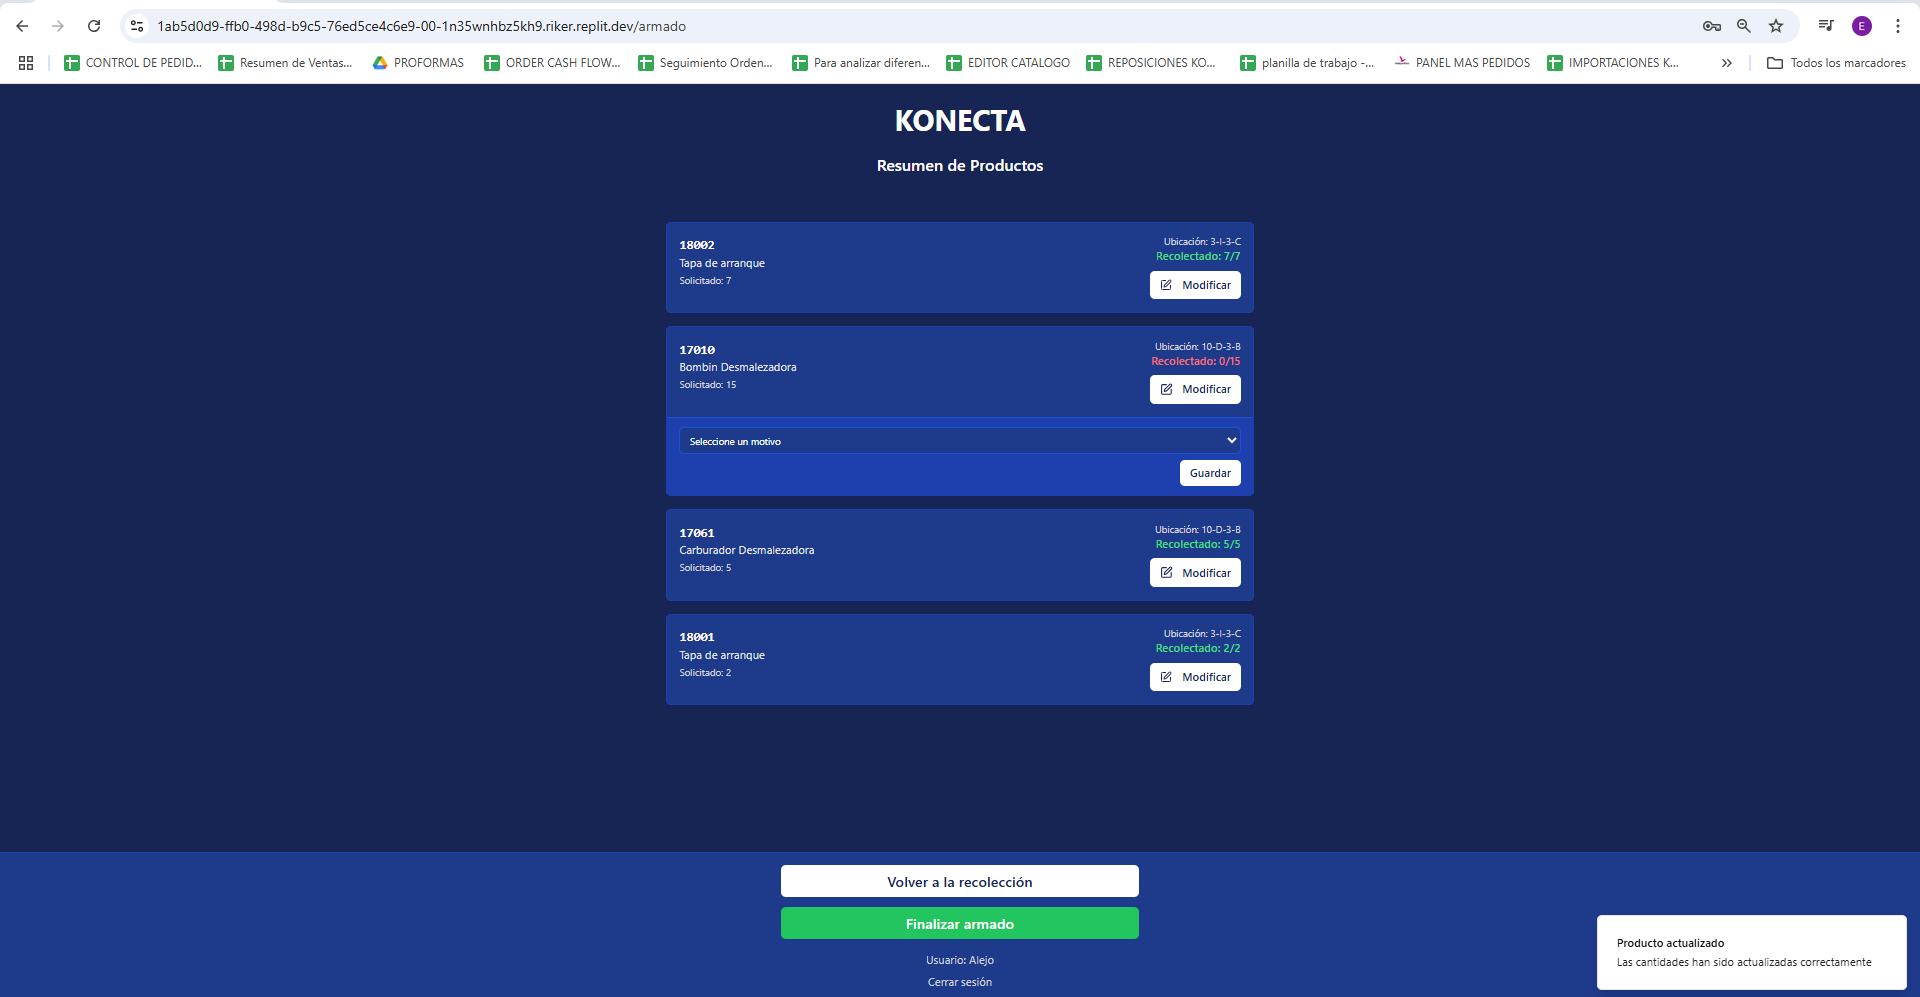 1ab5d0d9-ffb0-498d-b9c5-76ed5ce4c6e9-00-1n35wnhbz5kh9.riker.replit.dev/armado
E
CONTROL DE PEDID...
Resumen de Ventas...
PROFORMAS
ORDER CASH FLOW...
Seguimiento Orden...
Para analizar diferen...
EDITOR CATALOGO
REPOSICIONES KO...
planilla de trabajo -...
PANEL MAS PEDIDOS
IMPORTACIONES K...
Todos los marcadores
KONECTA
Resumen de Productos
18002
Tapa de arranque
Solicitado: 7
Ubicación: 3-I-3-C
Recolectado: 7/7
Modificar
17010
Bombin Desmalezadora
Solicitado: 15
Ubicación: 10-D-3-B
Recolectado: 0/15
Modificar
Seleccione un motivo
Guardar
17061
Carburador Desmalezadora
Solicitado: 5
Ubicación: 10-D-3-B
Recolectado: 5/5
Modificar
18001
Tapa de arranque
Solicitado: 2
Ubicación: 3-I-3-C
Recolectado: 2/2
Modificar
Volver a la recolección
Finalizar armado
Usuario: Alejo
Cerrar sesión
Producto actualizado
Las cantidades han sido actualizadas correctamente